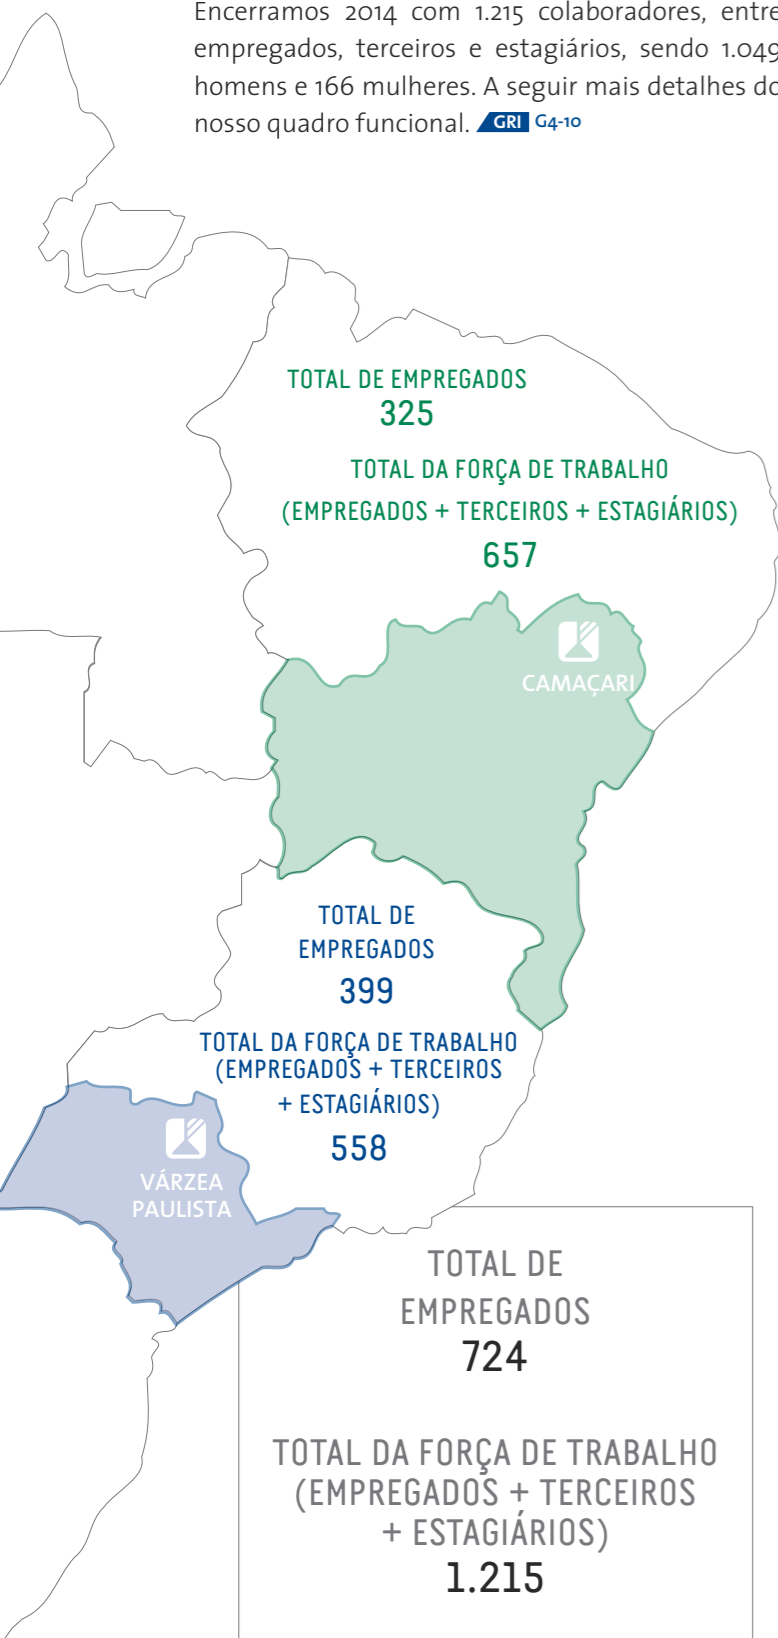 Encerramos 2014 com 1.215 colaboradores, entre
empregados, terceiros e estagiários, sendo 1.049
homens e 166 mulheres. A seguir mais detalhes do
nosso quadro funcional. GRI G4-10
TOTAL DE EMPREGADOS
325
TOTAL DA FORÇA DE TRABALHO
(EMPREGADOS + TERCEIROS + ESTAGIÁRIOS)
657
CAMAÇARI
TOTAL DE
EMPREGADOS
399
TOTAL DA FORÇA DE TRABALHO
(EMPREGADOS + TERCEIROS
+ ESTAGIÁRIOS)
558
VÁRZEA
PAULISTA
TOTAL DE
EMPREGADOS
724
TOTAL DA FORÇA DE TRABALHO
(EMPREGADOS + TERCEIROS
+ ESTAGIÁRIOS)
1.215